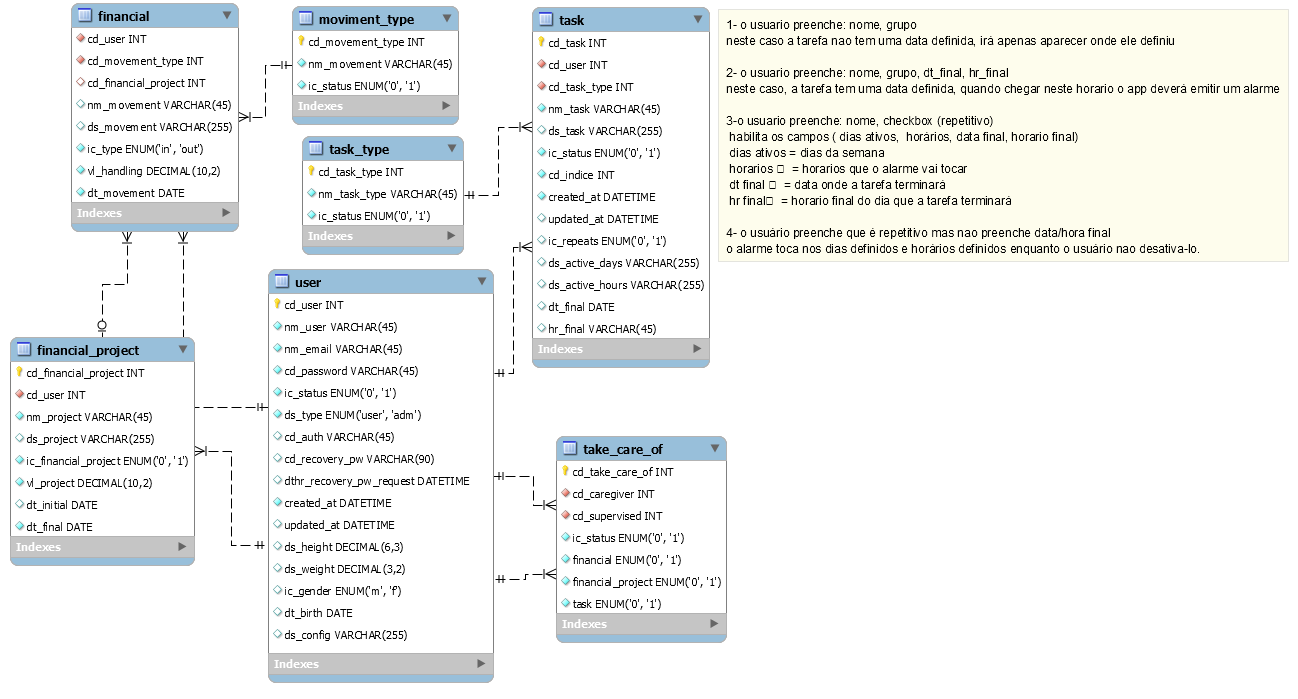 financial
cd_user INT
cd_movement_type INT
cd_financial_project INT
nm_movement VARCHAR(45)
ds_movement VARCHAR(255)
ic_type ENUM('in', 'out')
vl_handling DECIMAL(10,2)
dt_movement DATE
Indexes
moviment_type
cd_movement_type INT
nm_movement VARCHAR(45)
ic_status ENUM('0', '1')
Indexes
task_type
cd_task_type INT
nm_task_type VARCHAR(45)
ic_status ENUM('0', '1')
Indexes
task
cd_task INT
cd_user INT
cd_task_type INT
nm_task VARCHAR(45)
ds_task VARCHAR(255)
ic_status ENUM('0', '1')
cd_indice INT
created_at DATETIME
updated_at DATETIME
ic_repeats ENUM('0', '1')
ds_active_days VARCHAR(255)
ds_active_hours VARCHAR(255)
dt_final DATE
hr_final VARCHAR(45)
Indexes
1- o usuario preenche: nome, grupo
neste caso a tarefa nao tem uma data definida, irá apenas aparecer onde ele definiu
2- o usuario preenche: nome, grupo, dt_final, hr_final
neste caso, a tarefa tem uma data definida, quando chegar neste horario o app deverá emitir um alarme
3-o usuario preenche: nome, checkbox (repetitivo)
habilita os campos ( dias ativos, horários, data final, horario final)
dias ativos = dias da semana
horarios = horarios que o alarme vai tocar
dt final = data onde a tarefa terminará
hr final = horario final do dia que a tarefa terminará
4- o usuário preenche que é repetitivo mas nao preenche data/hora final
o alarme toca nos dias definidos e horários definidos enquanto o usuário nao desativa-lo.
user
cd_user INT
nm_user VARCHAR(45)
nm_email VARCHAR(45)
cd_password VARCHAR(45)
ic_status ENUM('0', '1')
ds_type ENUM('user', 'adm')
cd_auth VARCHAR(45)
cd_recovery_pw VARCHAR(90)
dthr_recovery_pw_request DATETIME
created_at DATETIME
updated_at DATETIME
ds_height DECIMAL(6,3)
ds_weight DECIMAL(3,2)
ic_gender ENUM('m', 'f')
dt_birth DATE
ds_config VARCHAR(255)
Indexes
financial_project
cd_financial_project INT
cd_user INT
nm_project VARCHAR(45)
ds_project VARCHAR(255)
ic_financial_project ENUM('0', '1')
vl_project DECIMAL(10,2)
dt_initial DATE
dt_final DATE
Indexes
take_care_of
cd_take_care_of INT
cd_caregiver INT
cd_supervised INT
ic_status ENUM('0', '1')
financial ENUM('0', '1')
financial_project ENUM('0', '1')
task ENUM('0', '1')
Indexes